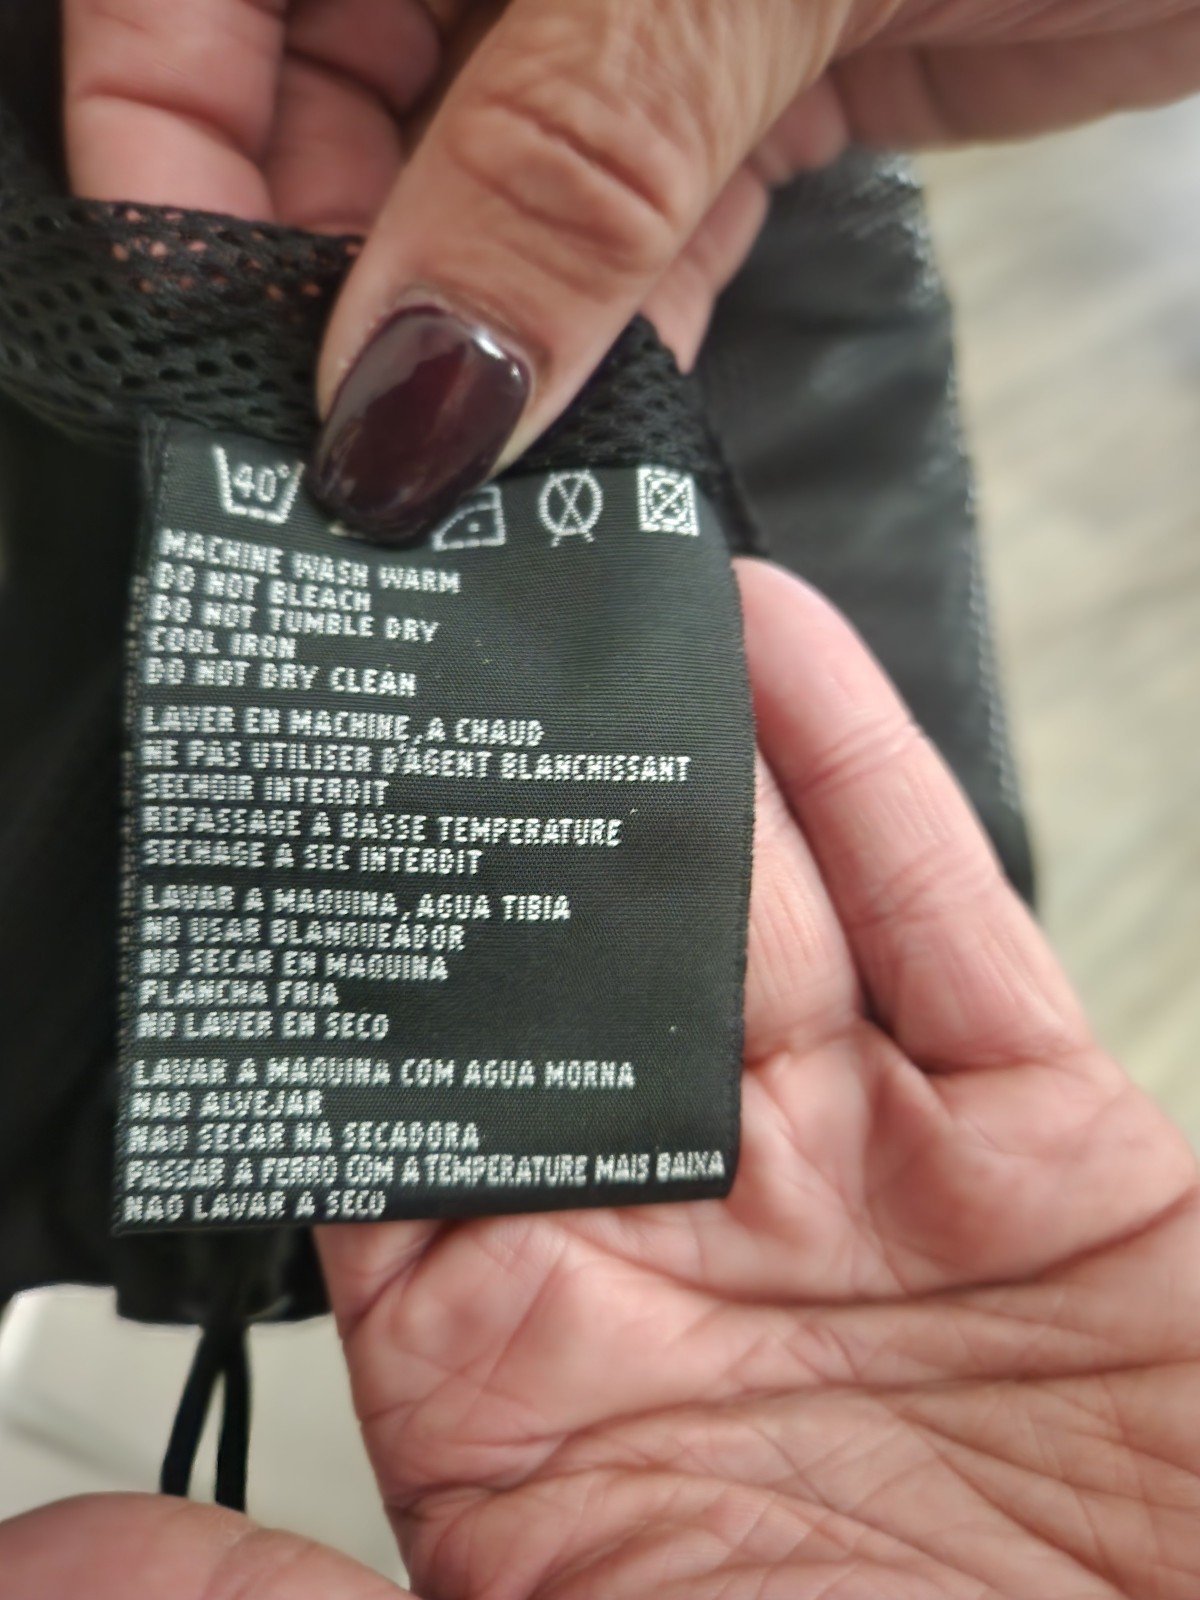 40°
MACHINE WASH WARM
DO NOT BLEACH
DO NOT TUMBLE DRY
COOL IRON
DO NOT DRY CLEAN
LAVER EN MACHINE, A CHAUD
NE PAS UTILISER D'AGENT BLANCHISSANT
SELHOIR INTERDIT
REPASSAGE A BASSE TEMPERATURE
SECHAGE A SEC INTERDIT
LAVAR A MAQUINA, AGUA TIBIA
NO USAR BLANQUEADOR
NO SECAR EN MAQUINA
PLANCHA FRIA
NO LAVER EN SECO
LAVAR A MAQUINA COM AGUA MORNA
NAO ALVEJAR
NAO SECAR NA SECADORA
PASSAR A FERRO COM A TEMPERATURE MAIS BAIXA
NAO LAVAR A SECO